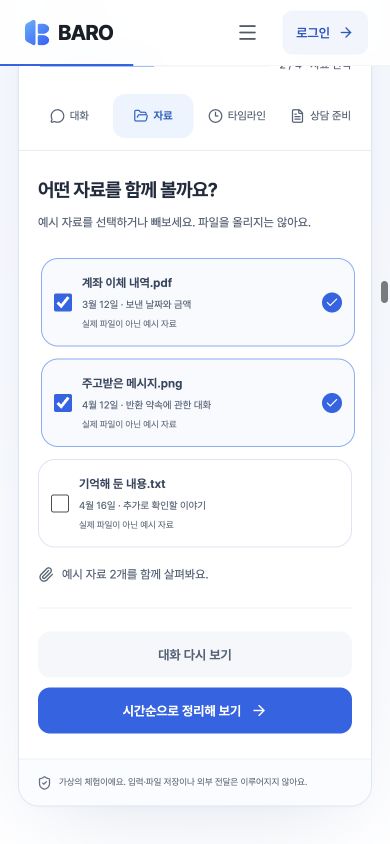 BARO
로그인
대화
자료
타임라인
상담 준비
어떤 자료를 함께 볼까요?
예시 자료를 선택하거나 빼보세요. 파일을 올리지는 않아요.
계좌 이체 내역.pdf
3월 12일 · 보낸 날짜와 금액
실제 파일이 아닌 예시 자료
주고받은 메시지.png
4월 12일 · 반환 약속에 관한 대화
실제 파일이 아닌 예시 자료
기억해 둔 내용.txt
4월 16일 · 추가로 확인할 이야기
실제 파일이 아닌 예시 자료
예시 자료 2개를 함께 살펴봐요.
대화 다시 보기
시간순으로 정리해 보기
가상의 체험이에요. 입력·파일 저장이나 외부 전달은 이루어지지 않아요.